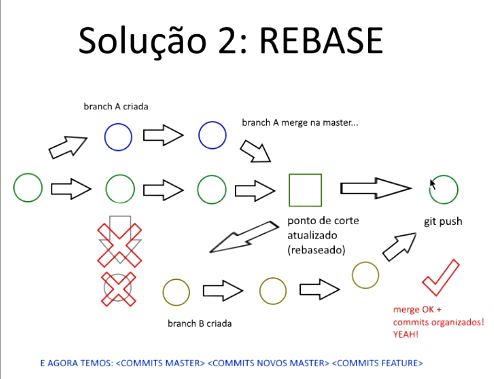 Solução 2: REBASE
branch A criada
branch A merge na master...
ponto de corte
atualizado
(rebaseado)
git push
branch B criada
merge OK +
commits organizados!
YEAH!
E AGORA TEMOS: <COMMITS MASTER> <COMMITS NOVOS MASTER> <COMMITS FEATURE>